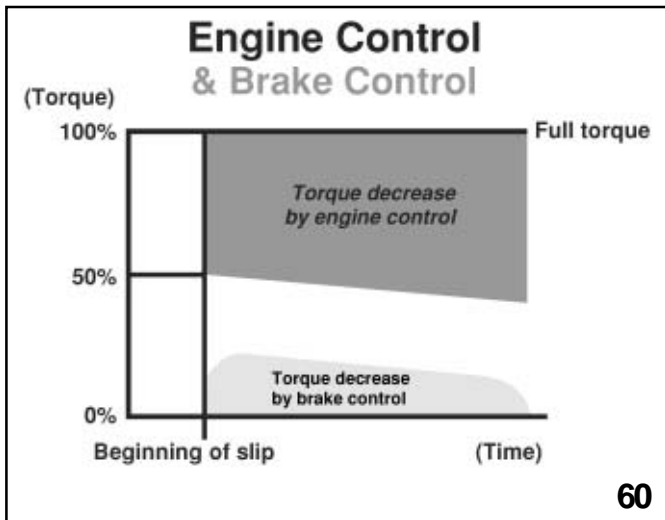 Engine Control
& Brake Control
(Torque)
100%
Full torque
Torque decrease
by engine control
50%
Torque decrease
by brake control
0%
Beginning of slip
(Time)
60